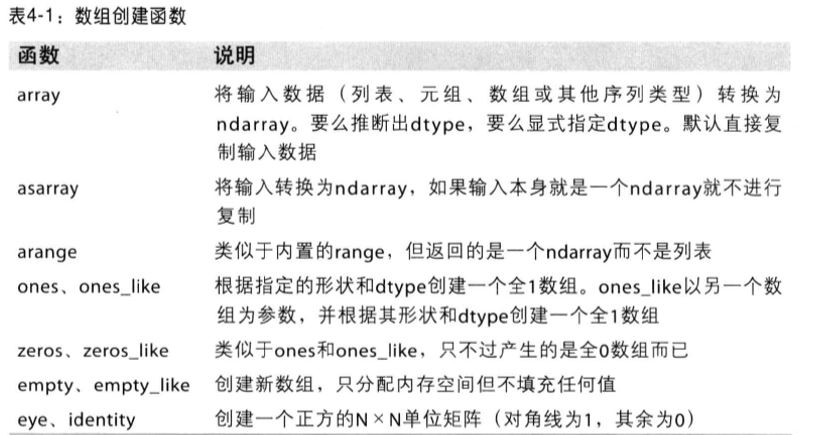 表4-1：数组创建函数
函数 说明
array 将输入数据（列表、元组、数组或其他序列类型）转换为
ndarray。要么推断出dtype，要么显式指定dtype。默认直接复
制输入数据
asarray 将输入转换为ndarray，如果输入本身就是一个ndarray就不进行
复制
arange 类似于内置的range，但返回的是一个ndarray而不是列表
ones、ones_like 根据指定的形状和dtype创建一个全1数组。ones_like以另一个数
组为参数，并根据其形状和dtype创建一个全1数组
zeros、zeros_like 类似于ones和ones_like，只不过产生的是全0数组而已
empty、empty_like 创建新数组，只分配内存空间但不填充任何值
eye、identity 创建一个正方的N×N单位矩阵（对角线为1，其余为0）